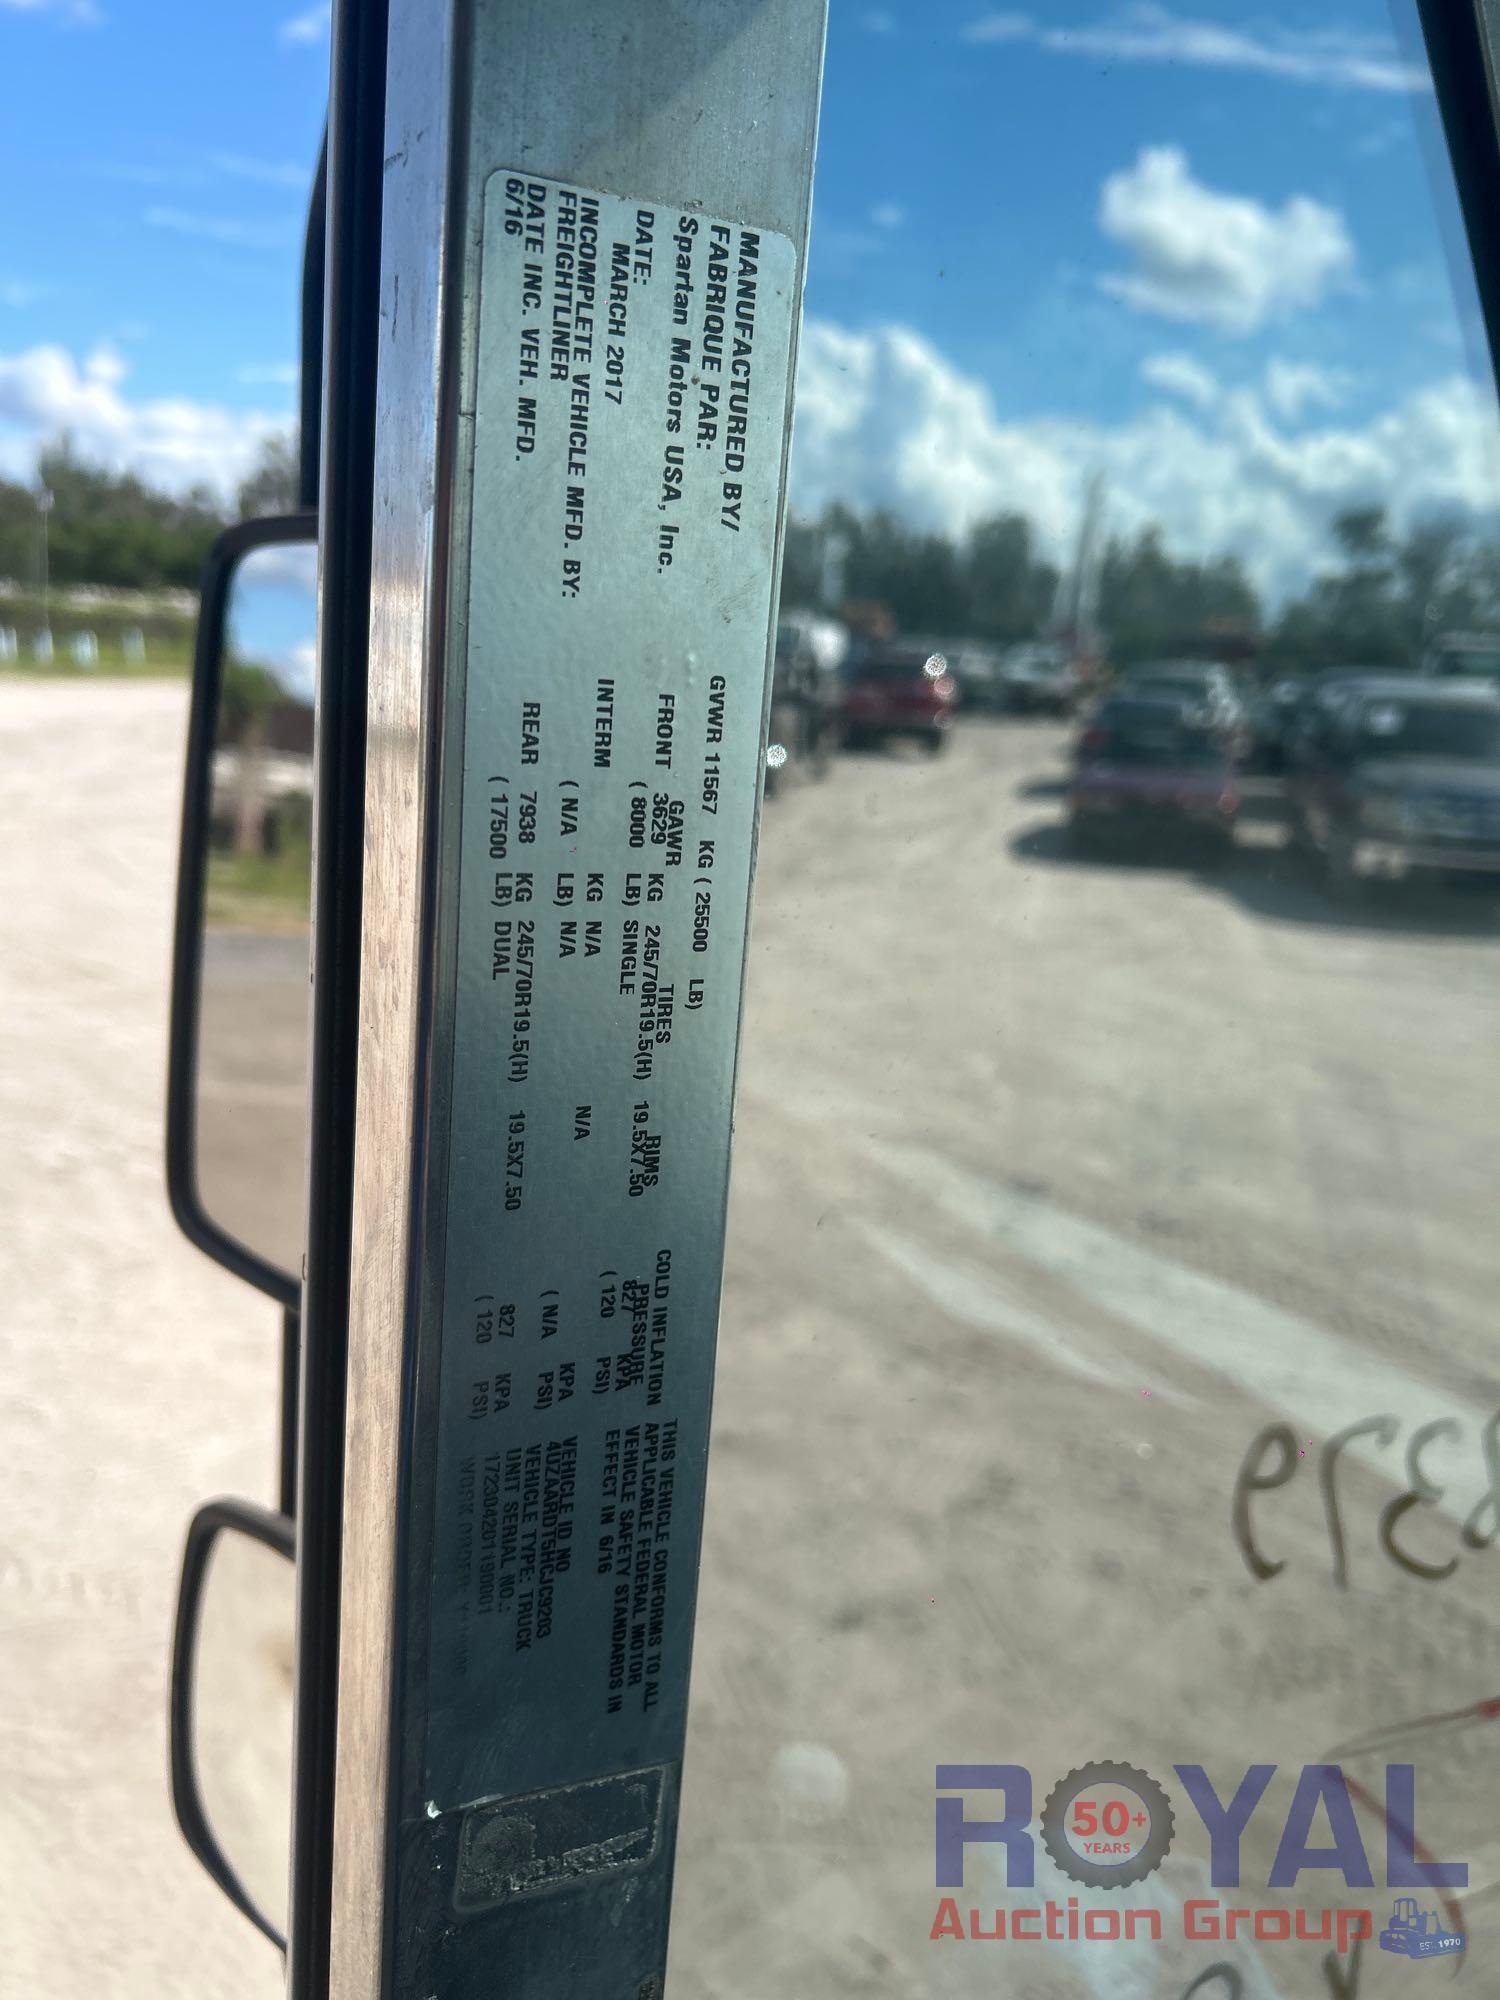 MANUFACTURED BY/
FABRIQUE PAR:
Spartan Motors USA, Inc.
DATE:
MARCH 2017
INCOMPLETE VEHICLE MFD. BY:
FREIGHTLINER
DATE INC. VEH. MFD.
6/16
GVWR 11567 KG ( 25500 LB)
GAWR TIRES RIMS COLD INFLATION PRESSURE
FRONT 3629 KG 245/70R19.5(H) 19.5X7.50 827 KPA
( 8000 LB) SINGLE ( 120 PSI)
INTERM KG N/A N/A KPA
( N/A LB) N/A ( N/A PSI)
REAR 7938 KG 245/70R19.5(H) 19.5X7.50 827 KPA
( 17500 LB) DUAL ( 120 PSI)
THIS VEHICLE CONFORMS TO ALL
APPLICABLE FEDERAL MOTOR
VEHICLE SAFETY STANDARDS IN
EFFECT IN 6/16
VEHICLE ID NO
4UZAARDT5HCJC9203
VEHICLE TYPE: TRUCK
UNIT SERIAL NO.:
172304201190001
WORK ORDER
ROYAL
50+
YEARS
Auction Group
EST. 1970